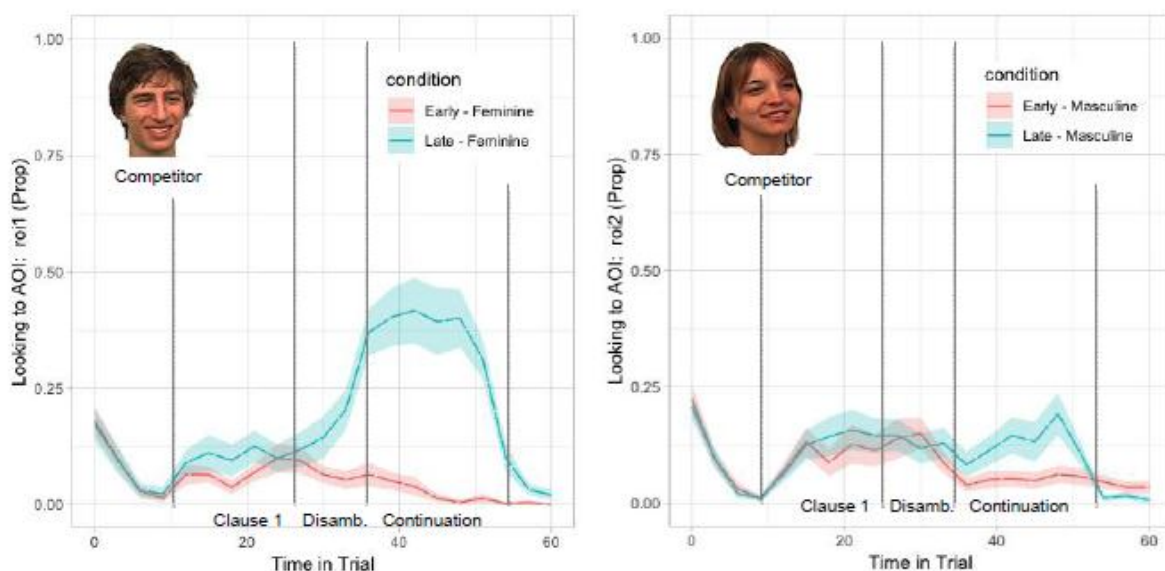 1.00
0.75
0.50
0.25
0.00
Looking to AOI: roi1 (Prop)
Competitor
condition
Early - Feminine
Late - Feminine
Clause 1 Disamb. Continuation
0 20 40 60
Time in Trial
1.00
0.75
0.50
0.25
0.00
Looking to AOI: roi2 (Prop)
Competitor
condition
Early - Masculine
Late - Masculine
Clause 1 Disamb. Continuation
0 20 40 60
Time in Trial